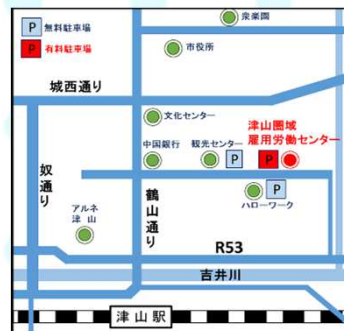 衆楽園
P 無料駐車場
P 有料駐車場
市役所
城西通り
文化センター
津山圏域
雇用労働センター
中国銀行
観光センター
P
P
奴通り
鶴山通り
ハローワーク
P
アルネ
津山
R53
吉井川
津山駅